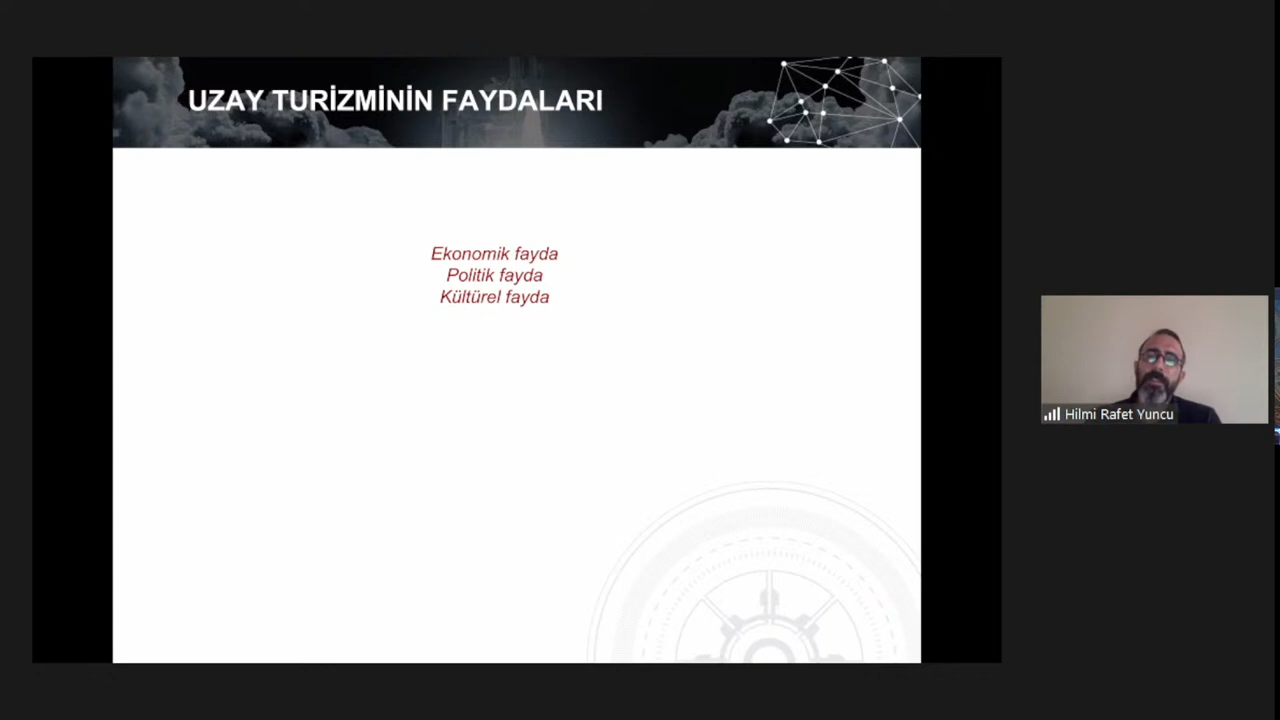 UZAY TURİZMİNİN FAYDALARI
Ekonomik fayda
Politik fayda
Kültürel fayda
Hilmi Rafet Yuncu